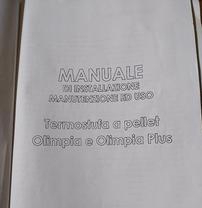 MANUALE
DI INSTALLAZIONE
MANUTENZIONE ED USO
Termostufa a pellet
Olimpia e Olimpia Plus